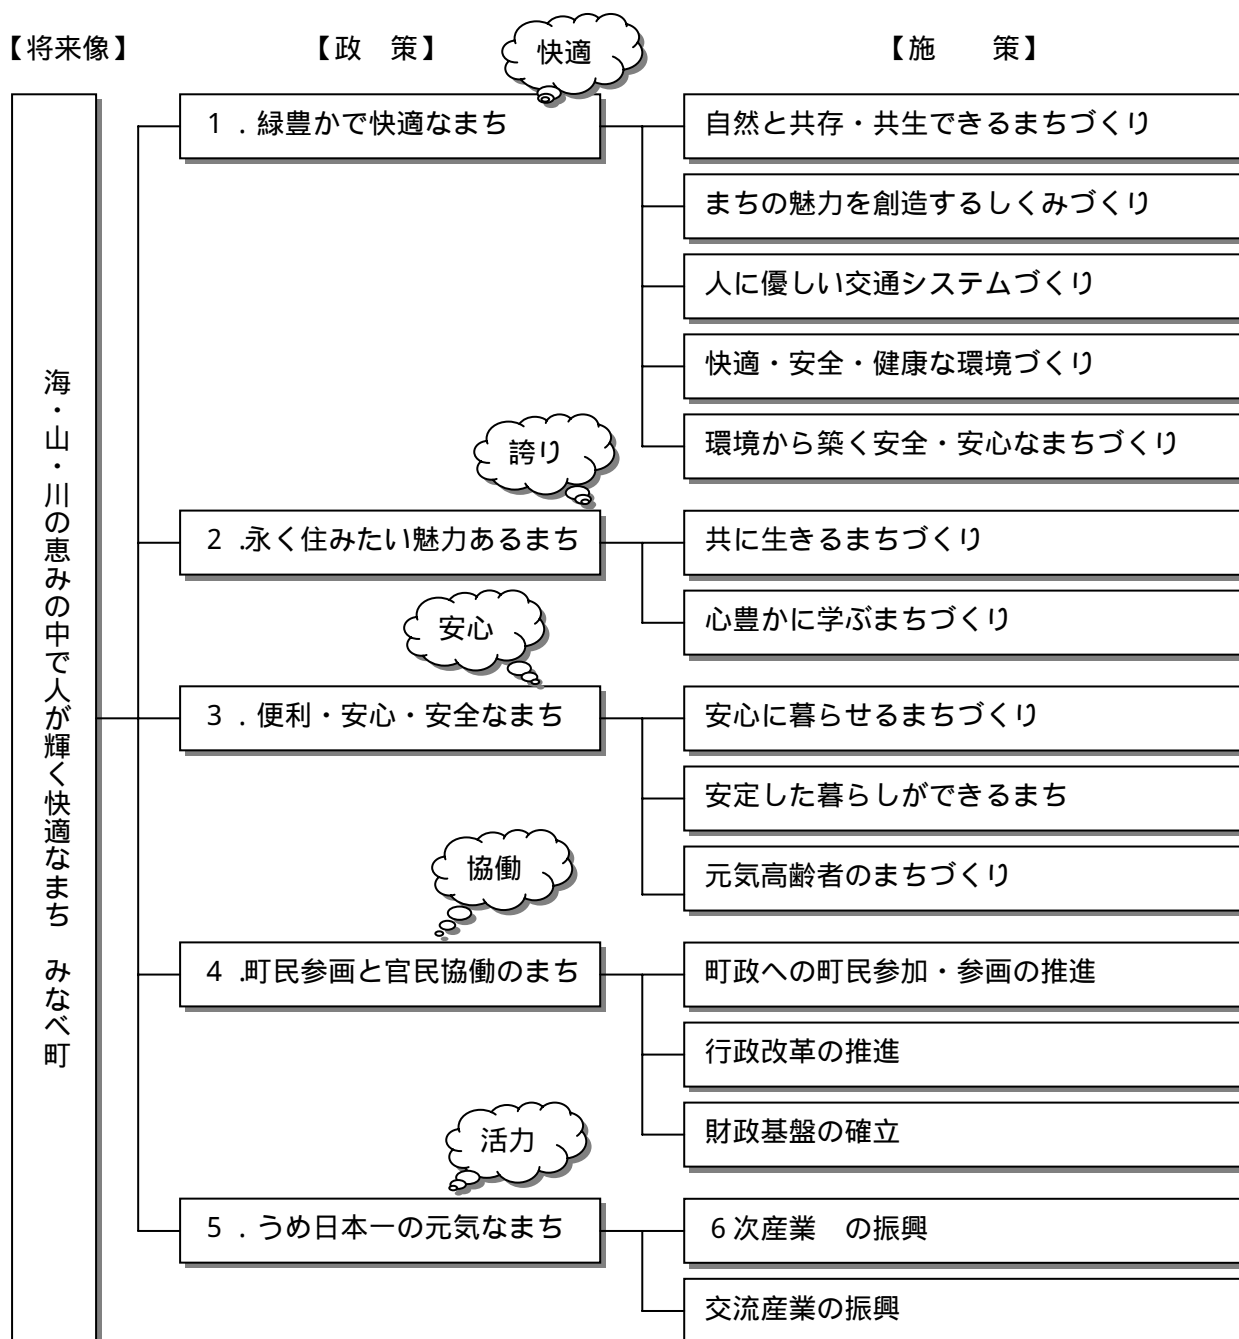 【将来像】
【政　策】
【施　　策】
海・山・川の恵みの中で人が輝く快適なまち　みなべ町
快適
1．緑豊かで快適なまち
自然と共存・共生できるまちづくり
まちの魅力を創造するしくみづくり
人に優しい交通システムづくり
快適・安全・健康な環境づくり
環境から築く安全・安心なまちづくり
誇り
2．永く住みたい魅力あるまち
共に生きるまちづくり
心豊かに学ぶまちづくり
安心
3．便利・安心・安全なまち
安心に暮らせるまちづくり
安定した暮らしができるまち
元気高齢者のまちづくり
協働
4．町民参画と官民協働のまち
町政への町民参加・参画の推進
行政改革の推進
財政基盤の確立
活力
5．うめ日本一の元気なまち
6次産業　の振興
交流産業の振興